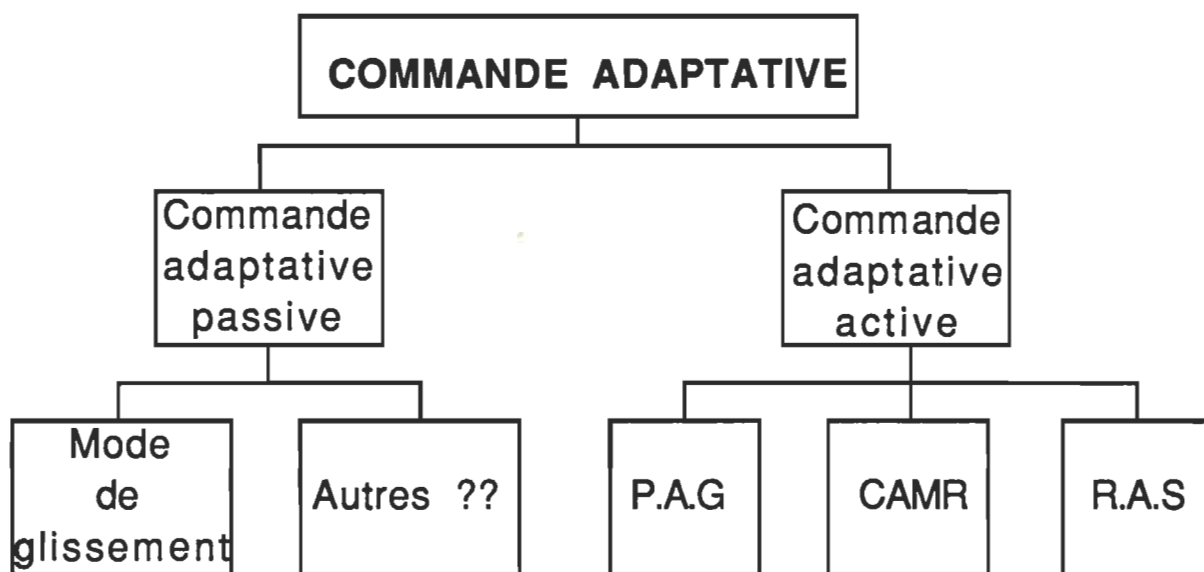 COMMANDE ADAPTATIVE
Commande
adaptative
passive
Commande
adaptative
active
Mode
de
glissement
Autres ??
P.A.G
CAMR
R.A.S